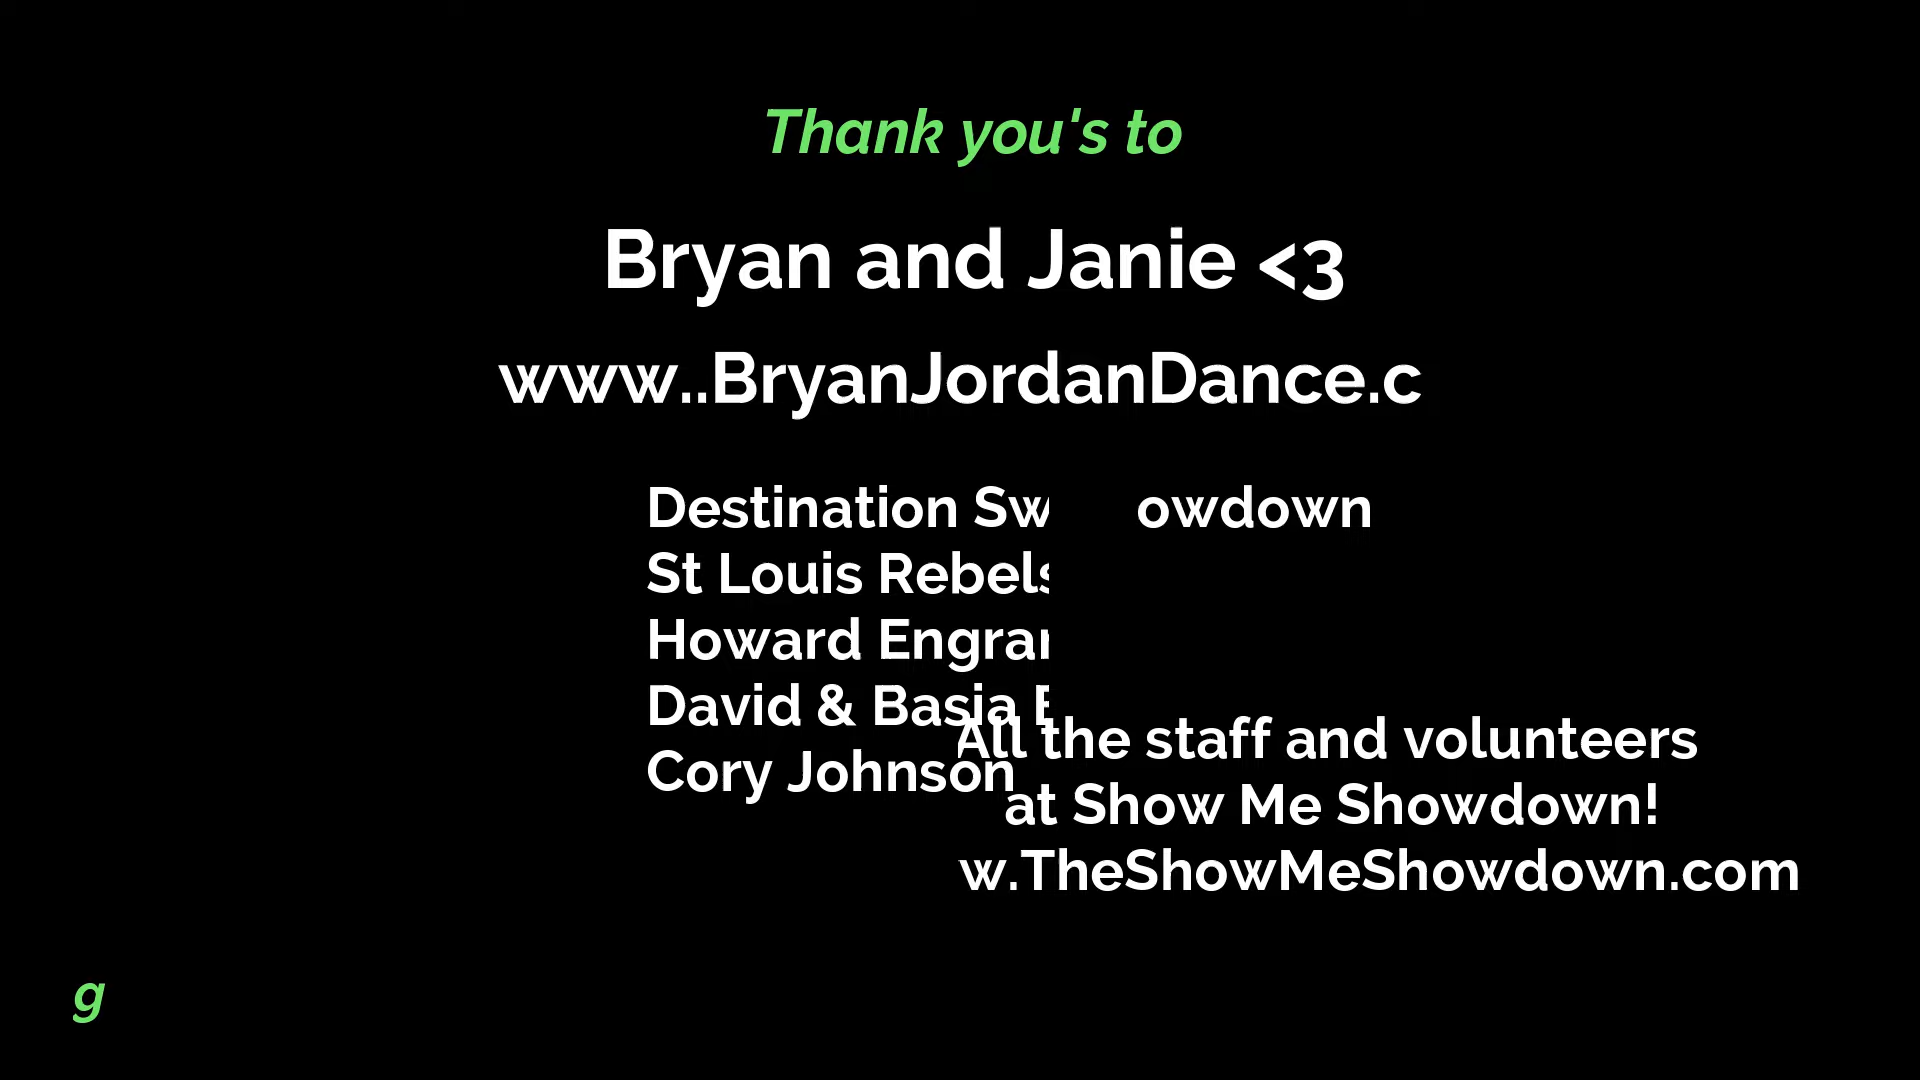 Thank you's to
Bryan and Janie <3
www..BryanJordanDance.c
Destination Sw owdown
St Louis Rebels
Howard Engra
David & Basia
Cory Johnson
All the staff and volunteers
at Show Me Showdown!
w.TheShowMeShowdown.com
g